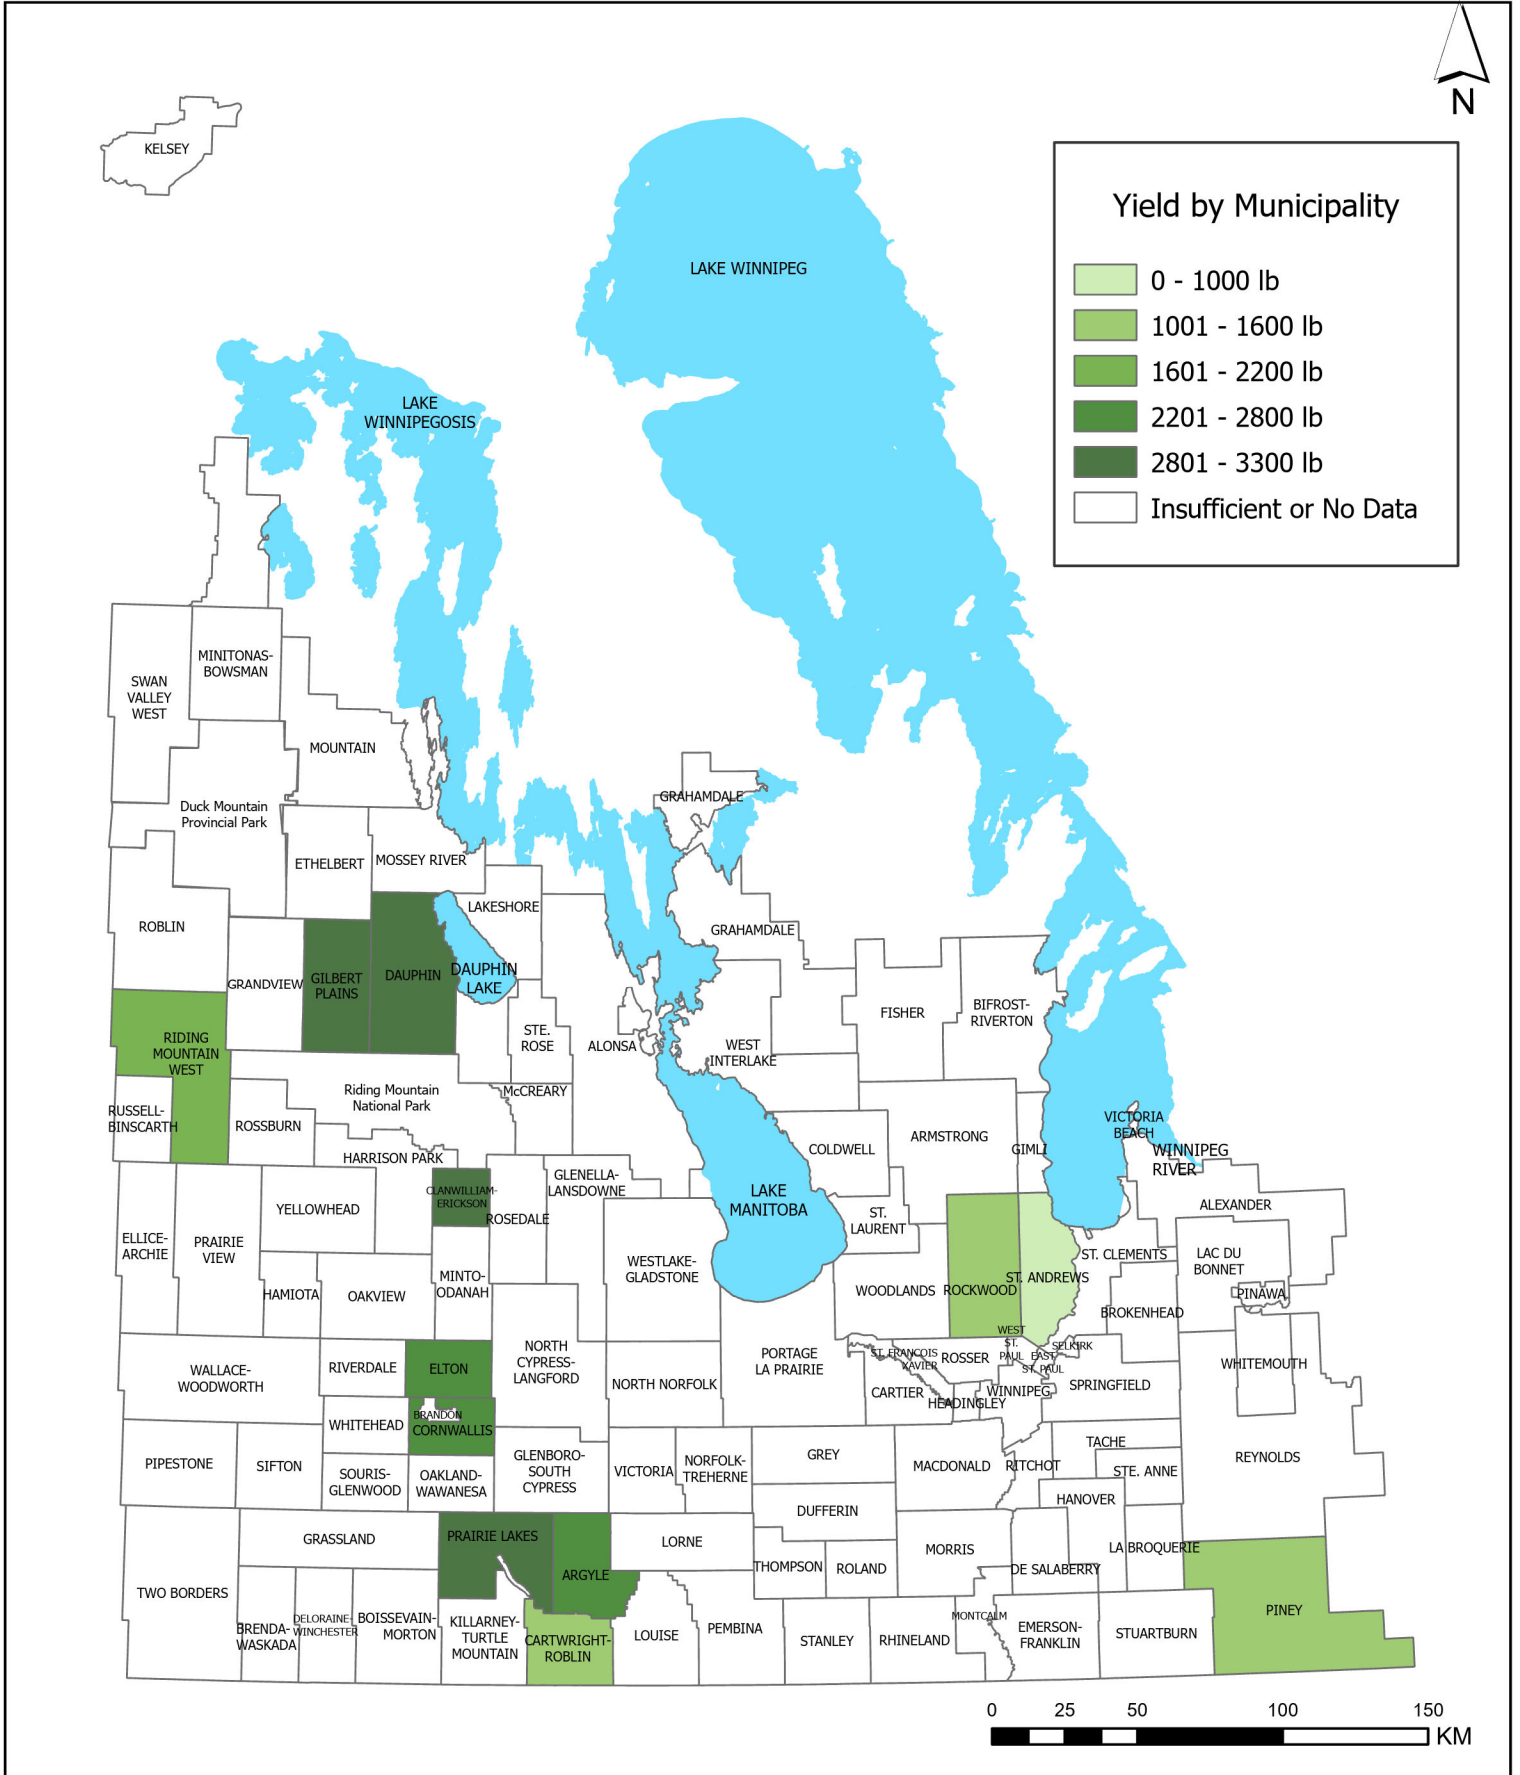 N
KELSEY
Yield by Municipality
0 - 1000 lb
1001 - 1600 lb
1601 - 2200 lb
2201 - 2800 lb
2801 - 3300 lb
Insufficient or No Data
LAKE WINNIPEG
LAKE
WINNIPEGOSIS
MINITONAS-
BOWSMAN
SWAN
VALLEY
WEST
MOUNTAIN
Duck Mountain
Provincial Park
GRAHAMDALE
ETHELBERT
MOSSEY RIVER
LAKESHORE
ROBLIN
GRAHAMDALE
GRANDVIEW
GILBERT
PLAINS
DAUPHIN
DAUPHIN
LAKE
FISHER
BIFROST-
RIVERTON
STE.
ROSE
ALONSA
WEST
INTERLAKE
RIDING
MOUNTAIN
WEST
Riding Mountain
National Park
McCREARY
RUSSELL-
BINSCARTH
ROSSBURN
HARRISON PARK
COLDWELL
ARMSTRONG
GIMLI
VICTORIA
BEACH
WINNIPEG
RIVER
GLENELLA-
LANSDOWNE
CLANWILLIAM-
ERICKSON
LAKE
MANITOBA
ALEXANDER
YELLOWHEAD
ROSEDALE
ST.
LAURENT
ELLICE-
ARCHIE
PRAIRIE
VIEW
WESTLAKE-
GLADSTONE
ST. CLEMENTS
LAC DU
BONNET
MINTO-
ODANAH
ST. ANDREWS
HAMIOTA
OAKVIEW
WOODLANDS
ROCKWOOD
PINAWA
BROKENHEAD
WEST
ST.
PAUL
SELKIRK
EAST
ST. PAUL
NORTH
CYPRESS-
LANGFORD
PORTAGE
LA PRAIRIE
ST. FRANCOIS
XAVIER
ROSSER
WHITEMOUTH
WALLACE-
WOODWORTH
RIVERDALE
ELTON
NORTH NORFOLK
CARTIER
HEADINGLEY
WINNIPEG
SPRINGFIELD
WHITEHEAD
BRANDON
CORNWALLIS
PIPESTONE
SIFTON
SOURIS-
GLENWOOD
OAKLAND-
WAWANESA
GLENBORO-
SOUTH
CYPRESS
VICTORIA
NORFOLK-
TREHERNE
GREY
MACDONALD
RITCHOT
TACHE
STE. ANNE
REYNOLDS
HANOVER
DUFFERIN
GRASSLAND
PRAIRIE LAKES
LORNE
MORRIS
LA BROQUERIE
ARGYLE
THOMPSON
ROLAND
DE SALABERRY
TWO BORDERS
BRENDA-
WASKADA
DELORAINE-
WINCHESTER
BOISSEVAIN-
MORTON
KILLARNEY-
TURTLE
MOUNTAIN
CARTWRIGHT-
ROBLIN
LOUISE
PEMBINA
STANLEY
RHINELAND
MONTCALM
EMERSON-
FRANKLIN
STUARTBURN
PINEY
0 25 50 100 150
KM